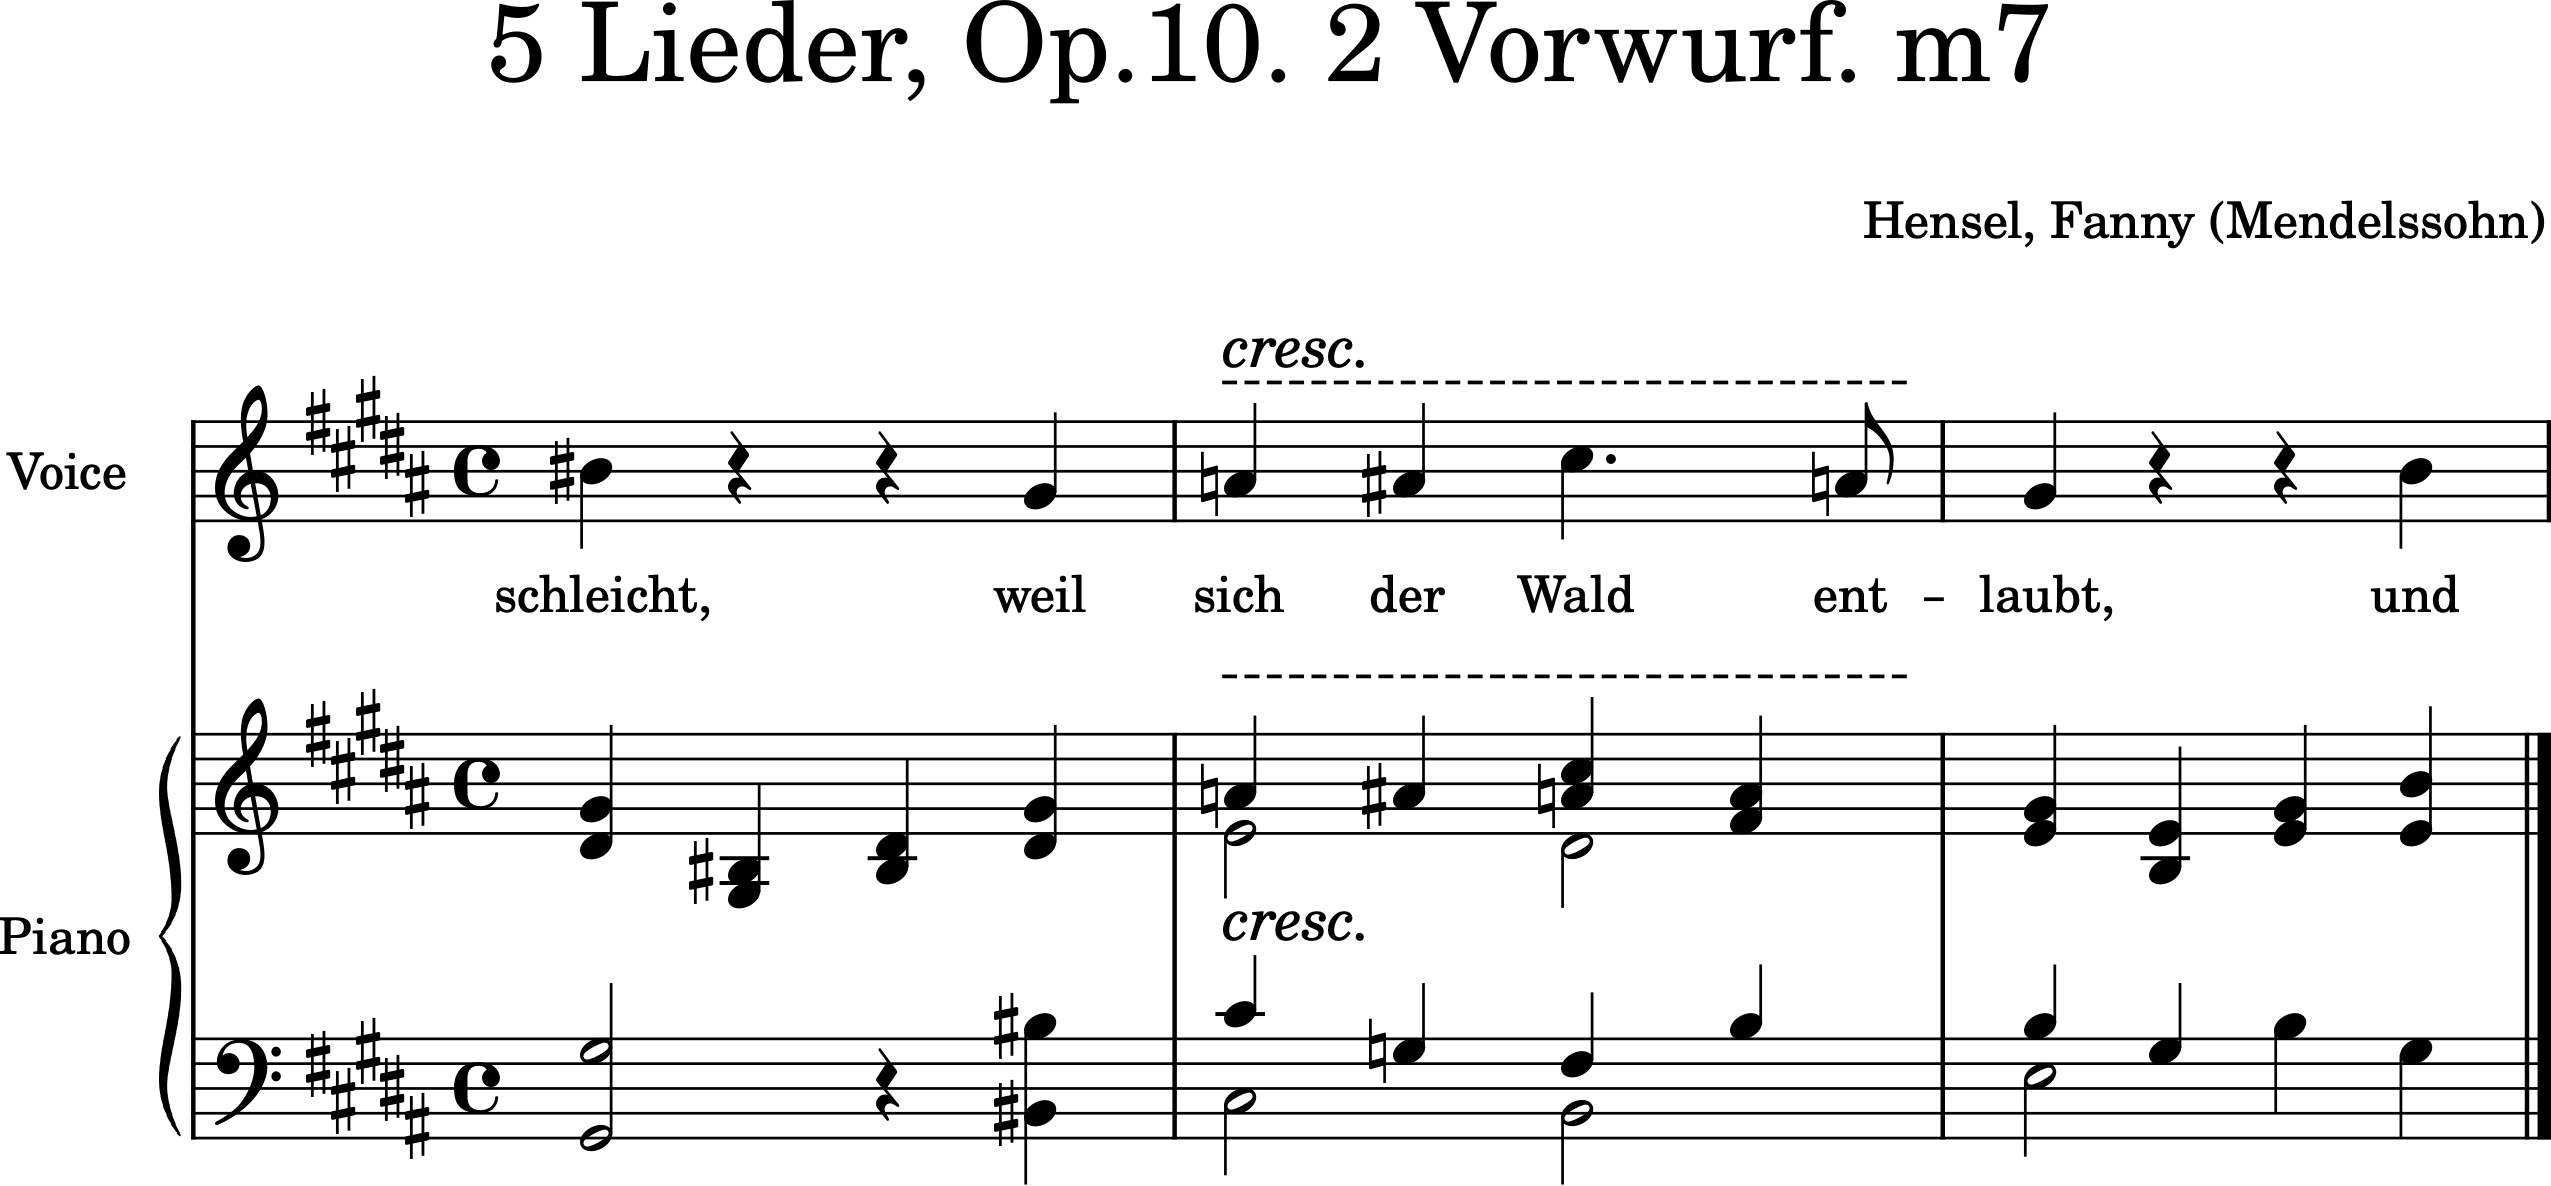 5 Lieder, Op.10. 2 Vorwurf. m7
Hensel, Fanny (Mendelssohn)
cresc.
Voice
schleicht, weil sich der Wald ent – laubt, und
Piano
cresc.